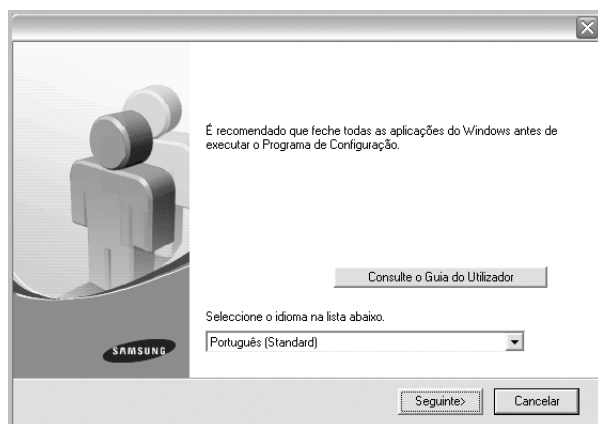 É recomendado que feche todas as aplicações do Windows antes de
executar o Programa de Configuração.
Consulte o Guia do Utilizador
Seleccione o idioma na lista abaixo.
Português (Standard)
SAMSUNG
Seguinte>
Cancelar